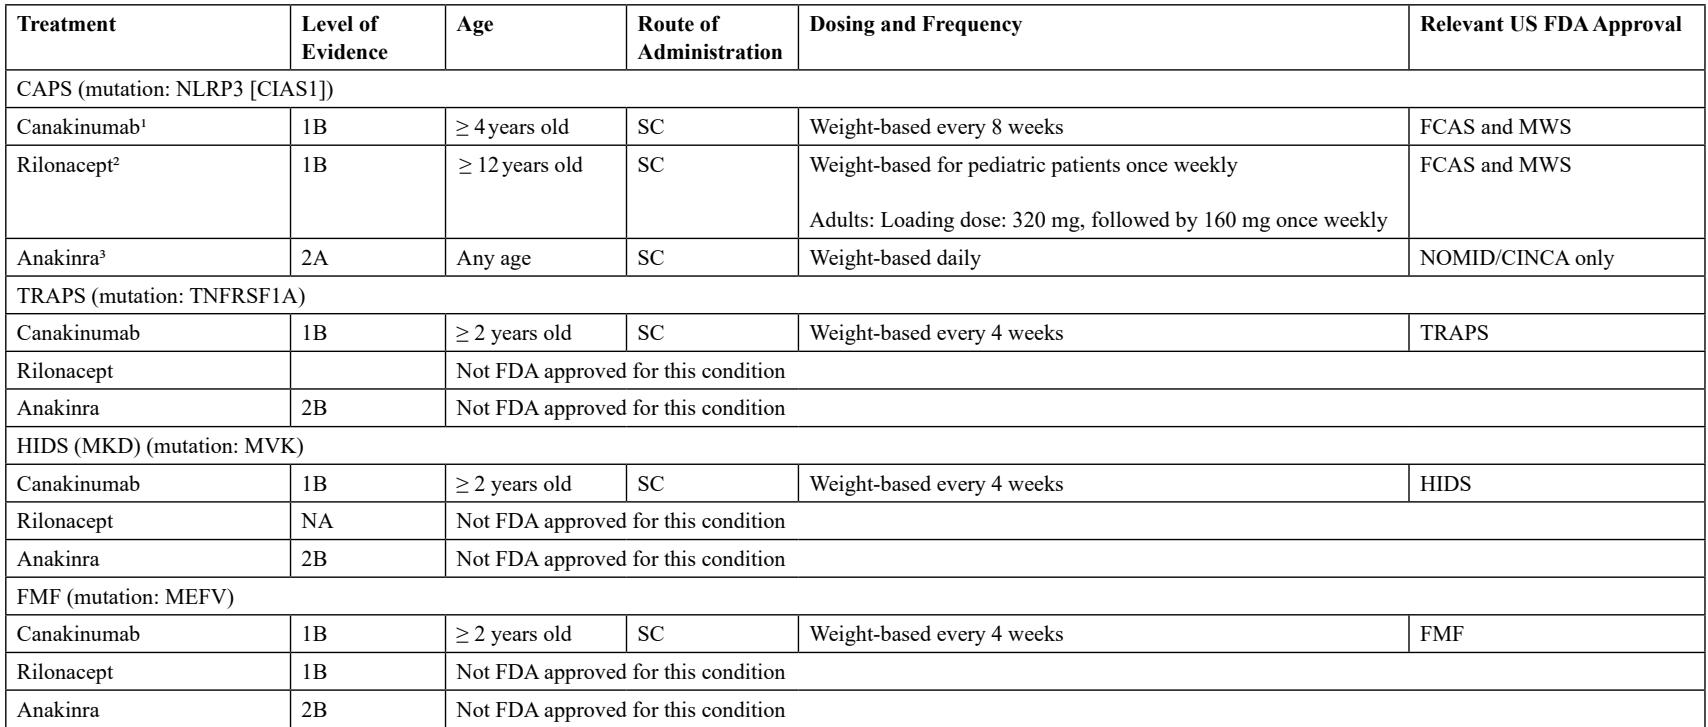 Treatment Level of Evidence Age Route of Administration Dosing and Frequency Relevant US FDA Approval
CAPS (mutation: NLRP3 [CIAS1])
Canakinumab¹ 1B ≥ 4 years old SC Weight-based every 8 weeks FCAS and MWS
Rilonacept² 1B ≥ 12 years old SC Weight-based for pediatric patients once weekly FCAS and MWS
Adults: Loading dose: 320 mg, followed by 160 mg once weekly
Anakinra³ 2A Any age SC Weight-based daily NOMID/CINCA only
TRAPS (mutation: TNFRSF1A)
Canakinumab 1B ≥ 2 years old SC Weight-based every 4 weeks TRAPS
Rilonacept Not FDA approved for this condition
Anakinra 2B Not FDA approved for this condition
HIDS (MKD) (mutation: MVK)
Canakinumab 1B ≥ 2 years old SC Weight-based every 4 weeks HIDS
Rilonacept NA Not FDA approved for this condition
Anakinra 2B Not FDA approved for this condition
FMF (mutation: MEFV)
Canakinumab 1B ≥ 2 years old SC Weight-based every 4 weeks FMF
Rilonacept 1B Not FDA approved for this condition
Anakinra 2B Not FDA approved for this condition